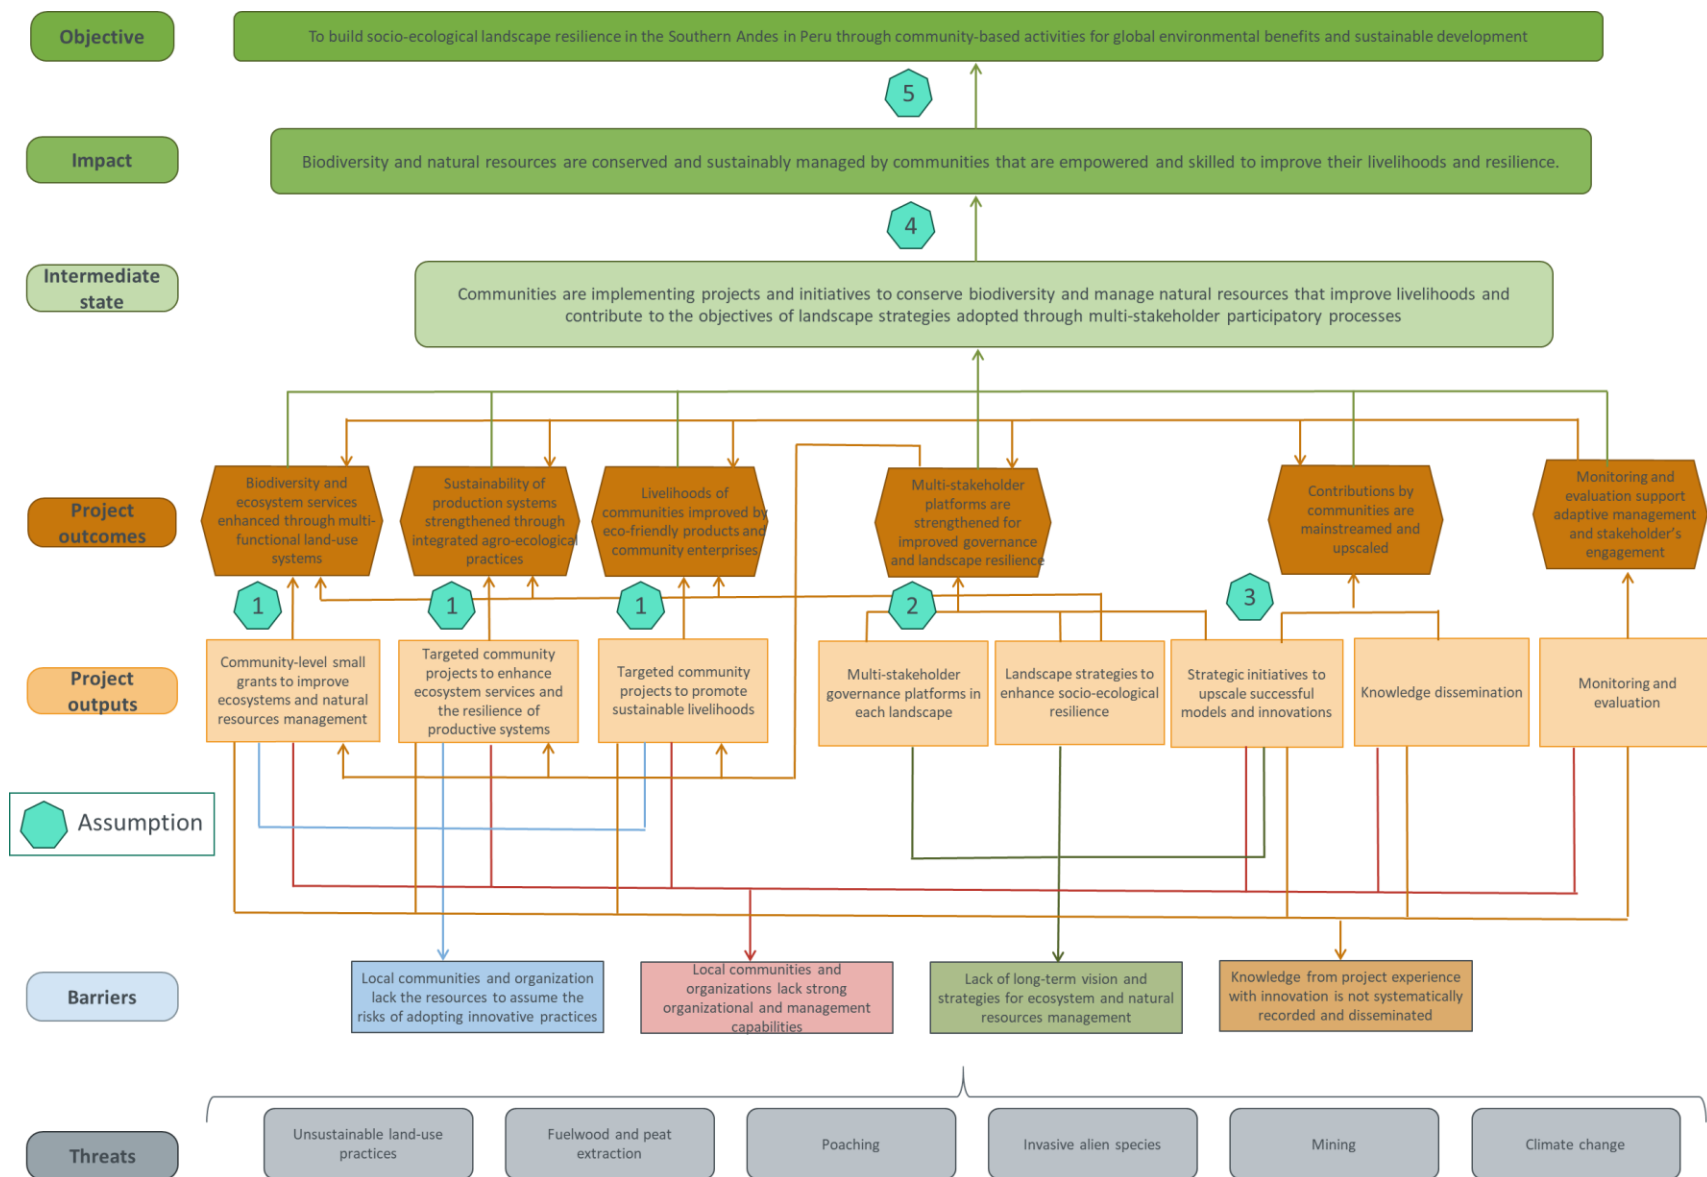 Objective
To build socio-ecological landscape resilience in the Southern Andes in Peru through community-based activities for global environmental benefits and sustainable development
5
Impact
Biodiversity and natural resources are conserved and sustainably managed by communities that are empowered and skilled to improve their livelihoods and resilience.
4
Intermediate
state
Communities are implementing projects and initiatives to conserve biodiversity and manage natural resources that improve livelihoods and
contribute to the objectives of landscape strategies adopted through multi-stakeholder participatory processes
Project
outcomes
Biodiversity and
ecosystem services
enhanced through multi-
functional land-use
systems
Sustainability of
production systems
strengthened through
integrated agro-ecological
practices
Livelihoods of
communities improved by
eco-friendly products and
community enterprises
Multi-stakeholder
platforms are
strengthened for
improved governance
and landscape resilience
Contributions by
communities are
mainstreamed and
upscaled
Monitoring and
evaluation support
adaptive management
and stakeholder's
engagement
1
1
1
2
3
Project
outputs
Community-level small
grants to improve
ecosystems and natural
resources management
Targeted community
projects to enhance
ecosystem services and
the resilience of
productive systems
Targeted community
projects to promote
sustainable livelihoods
Multi-stakeholder
governance platforms in
each landscape
Landscape strategies to
enhance socio-ecological
resilience
Strategic initiatives to
upscale successful
models and innovations
Knowledge dissemination
Monitoring and
evaluation
Assumption
Barriers
Local communities and organization
lack the resources to assume the
risks of adopting innovative practices
Local communities and
organizations lack strong
organizational and management
capabilities
Lack of long-term vision and
strategies for ecosystem and natural
resources management
Knowledge from project experience
with innovation is not systematically
recorded and disseminated
Threats
Unsustainable land-use
practices
Fuelwood and peat
extraction
Poaching
Invasive alien species
Mining
Climate change